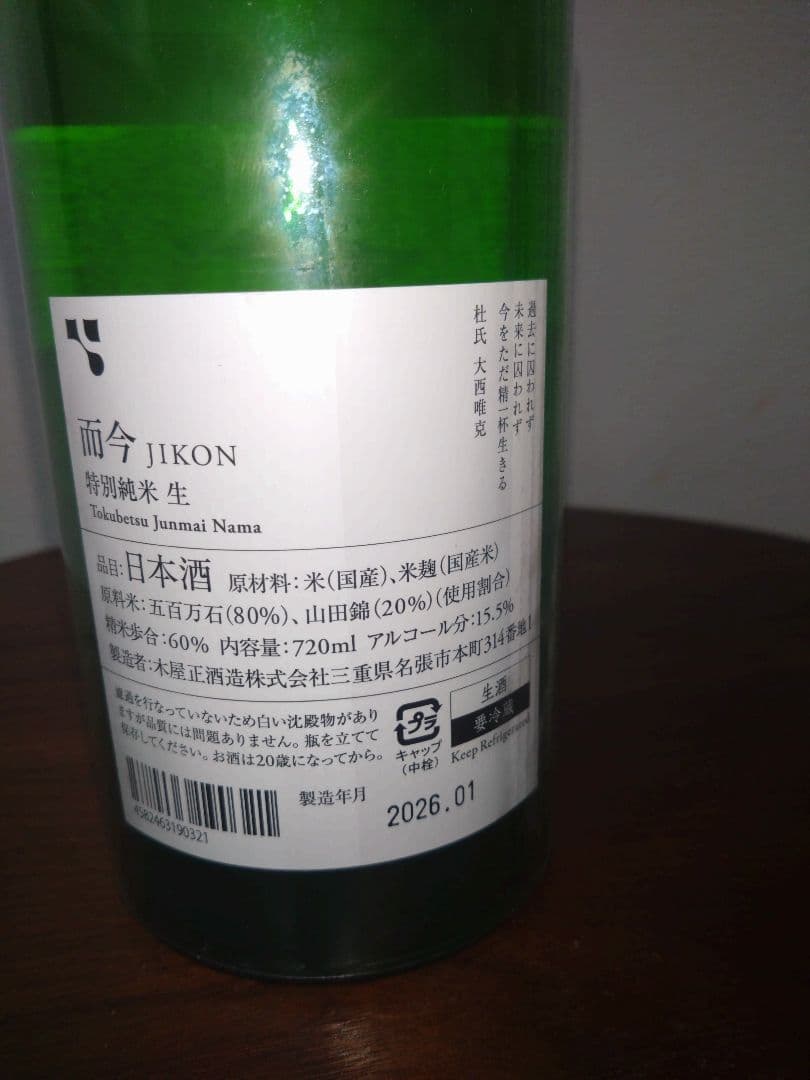 過去に囚われず
未来に囚われず
今をただ精一杯生きる
杜氏 大西唯克
而今 JIKON
特別純米 生
Tokubetsu Junmai Nama
品目:日本酒 原材料:米(国産)、米麹(国産米)
原料米:五百万石(80%)、山田錦(20%)(使用割合)
精米歩合:60% 内容量:720ml アルコール分:15.5%
製造者:木屋正酒造株式会社三重県名張市本町314番地1
濾過を行なっていないため白い沈殿物があり
ますが品質には問題ありません。瓶を立てて
保存してください。お酒は20歳になってから。
プラ
キャップ
(中栓)
生酒
要冷蔵
Keep Refrigerated
4582463190321
製造年月
2026.01